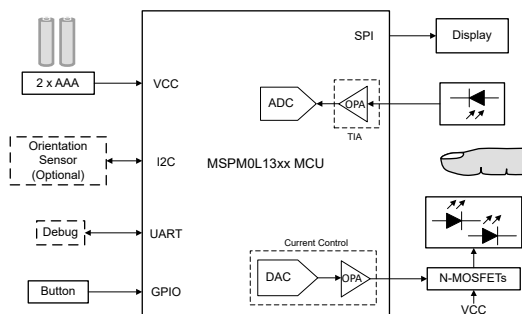 SPI
Display
2 x AAA
VCC
ADC
OPA
TIA
Orientation
Sensor
(Optional)
I2C
MSPM0L13xx MCU
Debug
UART
Current Control
DAC
OPA
N-MOSFETs
Button
GPIO
VCC